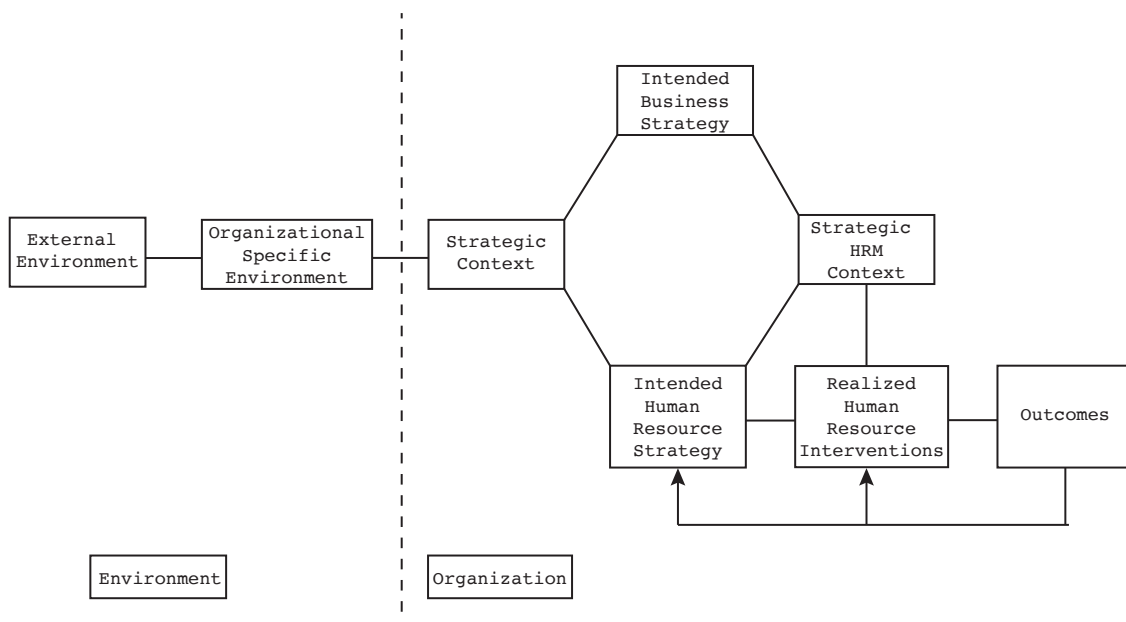 Intended
Business
Strategy
External
Environment
Organizational
Specific
Environment
Strategic
Context
Strategic
HRM
Context
Intended
Human
Resource
Strategy
Realized
Human
Resource
Interventions
Outcomes
Environment
Organization